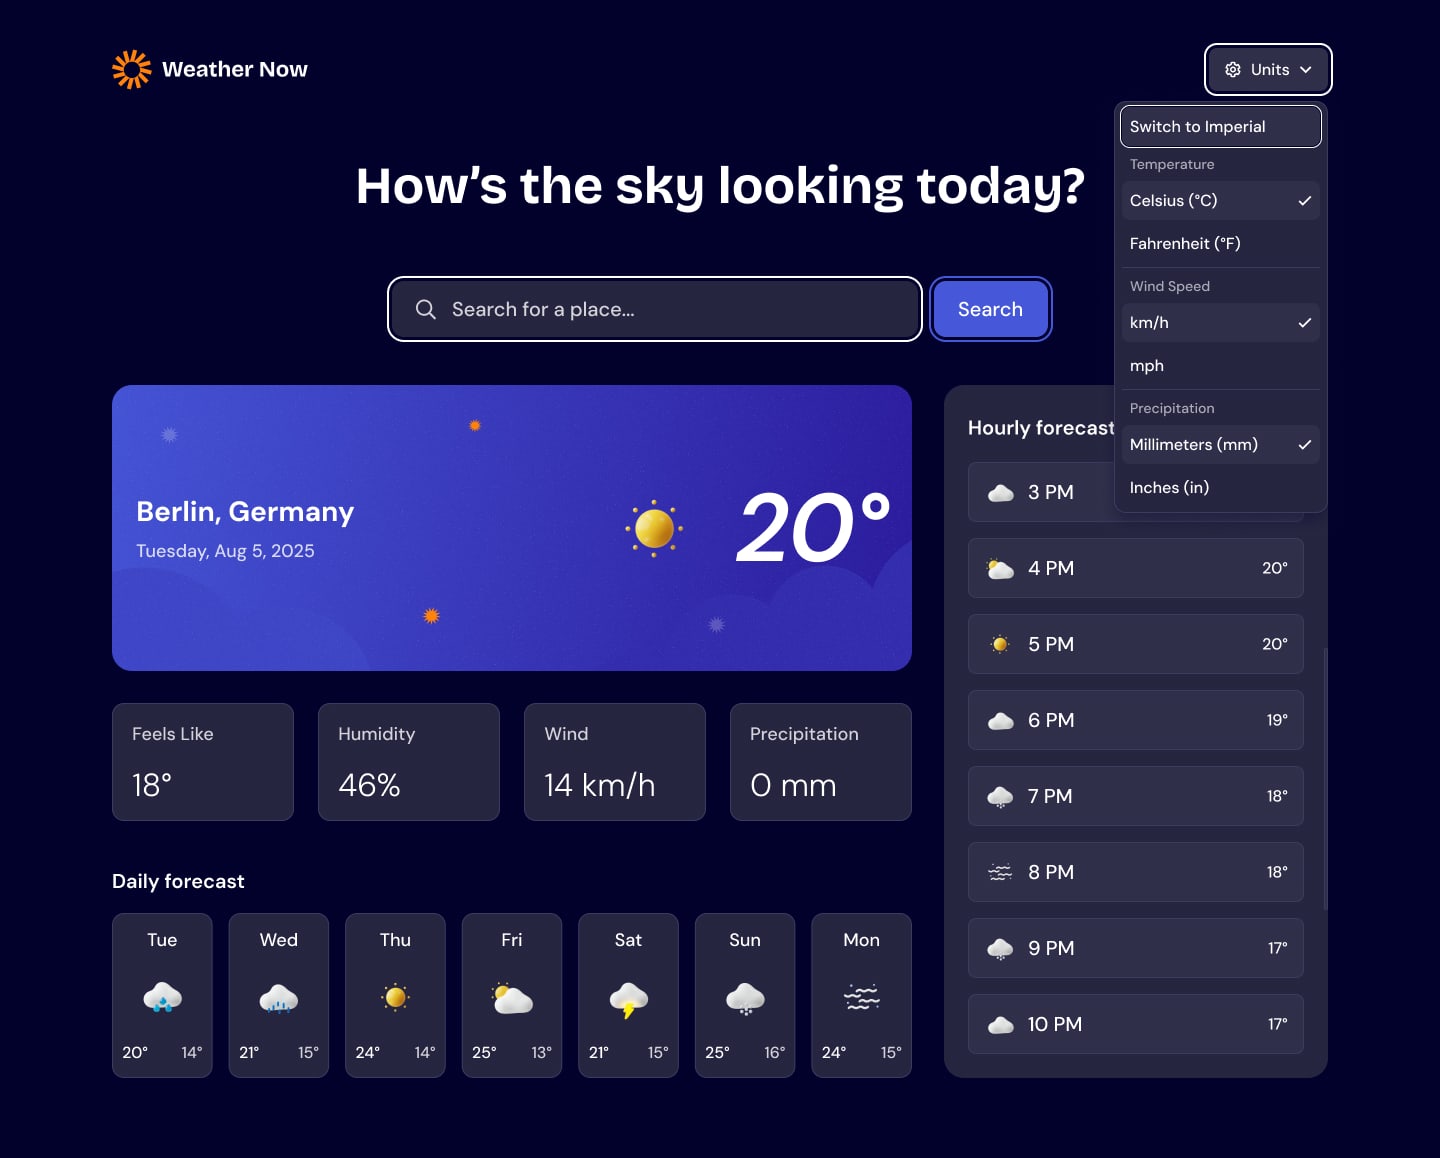 Weather Now
Units
Switch to Imperial
Temperature
Celsius (°C)
Fahrenheit (°F)
Wind Speed
km/h
mph
Precipitation
Millimeters (mm)
Inches (in)
How's the sky looking today?
Search for a place...
Search
Berlin, Germany
Tuesday, Aug 5, 2025
20°
Feels Like
18°
Humidity
46%
Wind
14 km/h
Precipitation
0 mm
Daily forecast
Tue
20° 14°
Wed
21° 15°
Thu
24° 14°
Fri
25° 13°
Sat
21° 15°
Sun
25° 16°
Mon
24° 15°
Hourly forecast
3 PM
4 PM 20°
5 PM 20°
6 PM 19°
7 PM 18°
8 PM 18°
9 PM 17°
10 PM 17°